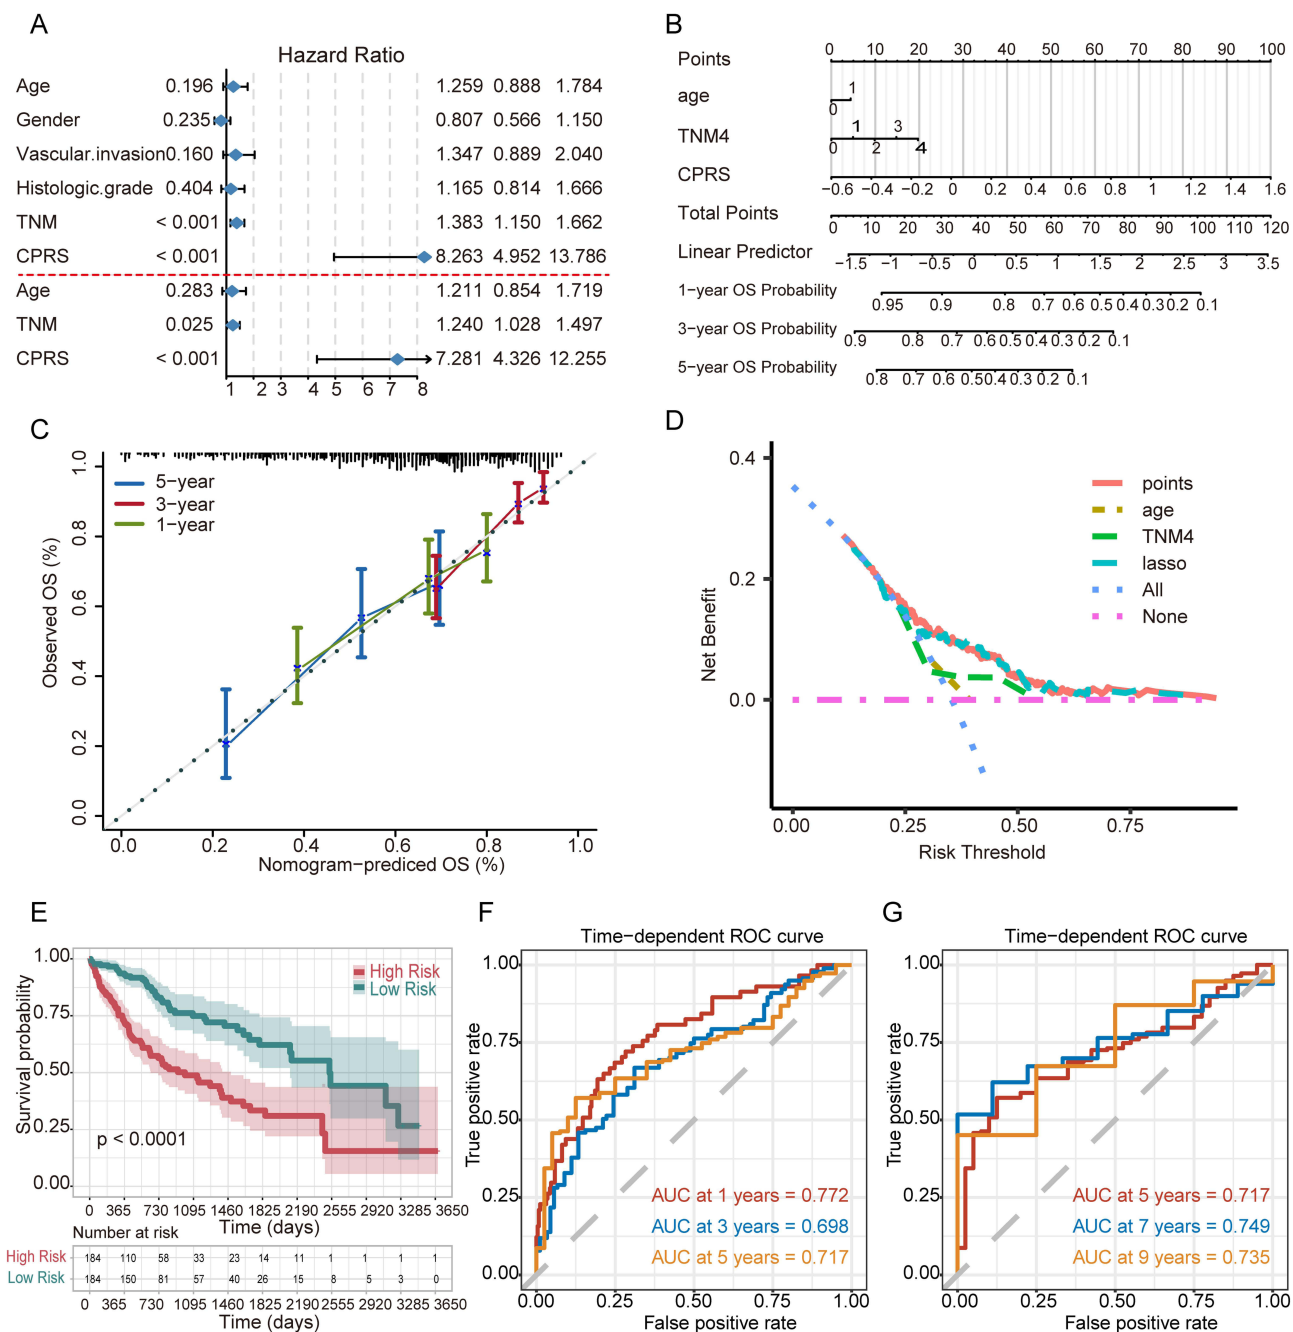 A
Hazard Ratio
Age 0.196 1.259 0.888 1.784
Gender 0.235 0.807 0.566 1.150
Vascular.invasion 0.160 1.347 0.889 2.040
Histologic.grade 0.404 1.165 0.814 1.666
TNM < 0.001 1.383 1.150 1.662
CPRS < 0.001 8.263 4.952 13.786
Age 0.283 1.211 0.854 1.719
TNM 0.025 1.240 1.028 1.497
CPRS < 0.001 7.281 4.326 12.255
1 2 3 4 5 6 7 8
B
Points 0 10 20 30 40 50 60 70 80 90 100
age 0 1
TNM4 0 1 2 3 4
CPRS −0.6 −0.4 −0.2 0 0.2 0.4 0.6 0.8 1 1.2 1.4 1.6
Total Points 0 10 20 30 40 50 60 70 80 90 100 110 120
Linear Predictor −1.5 −1 −0.5 0 0.5 1 1.5 2 2.5 3 3.5
1-year OS Probability 0.95 0.9 0.8 0.7 0.6 0.5 0.4 0.3 0.2 0.1
3-year OS Probability 0.9 0.8 0.7 0.6 0.5 0.4 0.3 0.2 0.1
5-year OS Probability 0.8 0.7 0.6 0.5 0.4 0.3 0.2 0.1
C
5-year
3-year
1-year
Observed OS (%)
1.0
0.8
0.6
0.4
0.2
0.0
0.0 0.2 0.4 0.6 0.8 1.0
Nomogram−prediced OS (%)
D
points
age
TNM4
lasso
All
None
Net Benefit
0.4
0.2
0.0
0.00 0.25 0.50 0.75
Risk Threshold
E
High Risk
Low Risk
Survival probability
1.00
0.75
0.50
0.25
0.00
p < 0.0001
0 365 730 1095 1460 1825 2190 2555 2920 3285 3650
Time (days)
Number at risk
High Risk 184 110 58 33 23 14 11 1 1 1 1
Low Risk 184 150 81 57 40 26 15 8 5 3 0
0 365 730 1095 1460 1825 2190 2555 2920 3285 3650
Time (days)
F
Time−dependent ROC curve
True positive rate
1.00
0.75
0.50
0.25
0.00
AUC at 1 years = 0.772
AUC at 3 years = 0.698
AUC at 5 years = 0.717
0.00 0.25 0.50 0.75 1.00
False positive rate
G
Time−dependent ROC curve
True positive rate
1.00
0.75
0.50
0.25
0.00
AUC at 5 years = 0.717
AUC at 7 years = 0.749
AUC at 9 years = 0.735
0.00 0.25 0.50 0.75 1.00
False positive rate